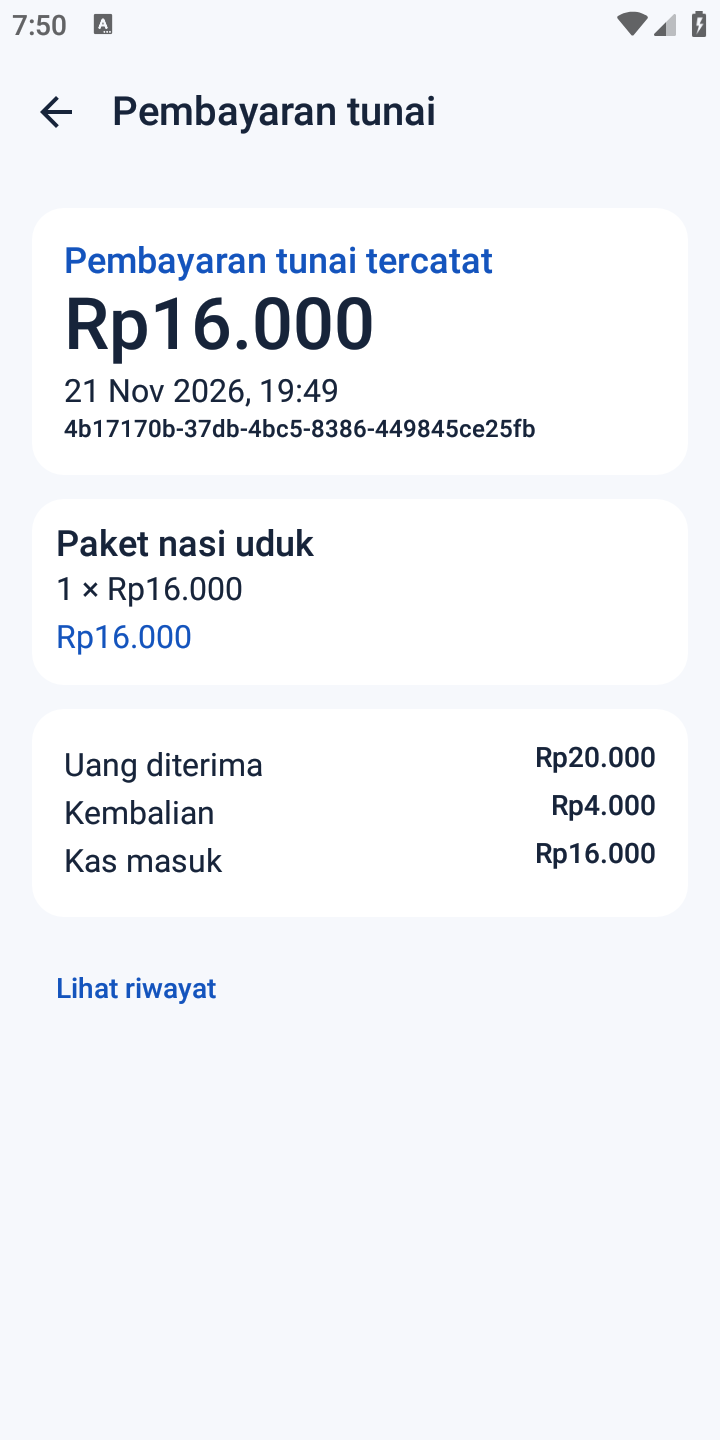 7:50
Pembayaran tunai
Pembayaran tunai tercatat
Rp16.000
21 Nov 2026, 19:49
4b17170b-37db-4bc5-8386-449845ce25fb
Paket nasi uduk
1 × Rp16.000
Rp16.000
Uang diterima Rp20.000
Kembalian Rp4.000
Kas masuk Rp16.000
Lihat riwayat